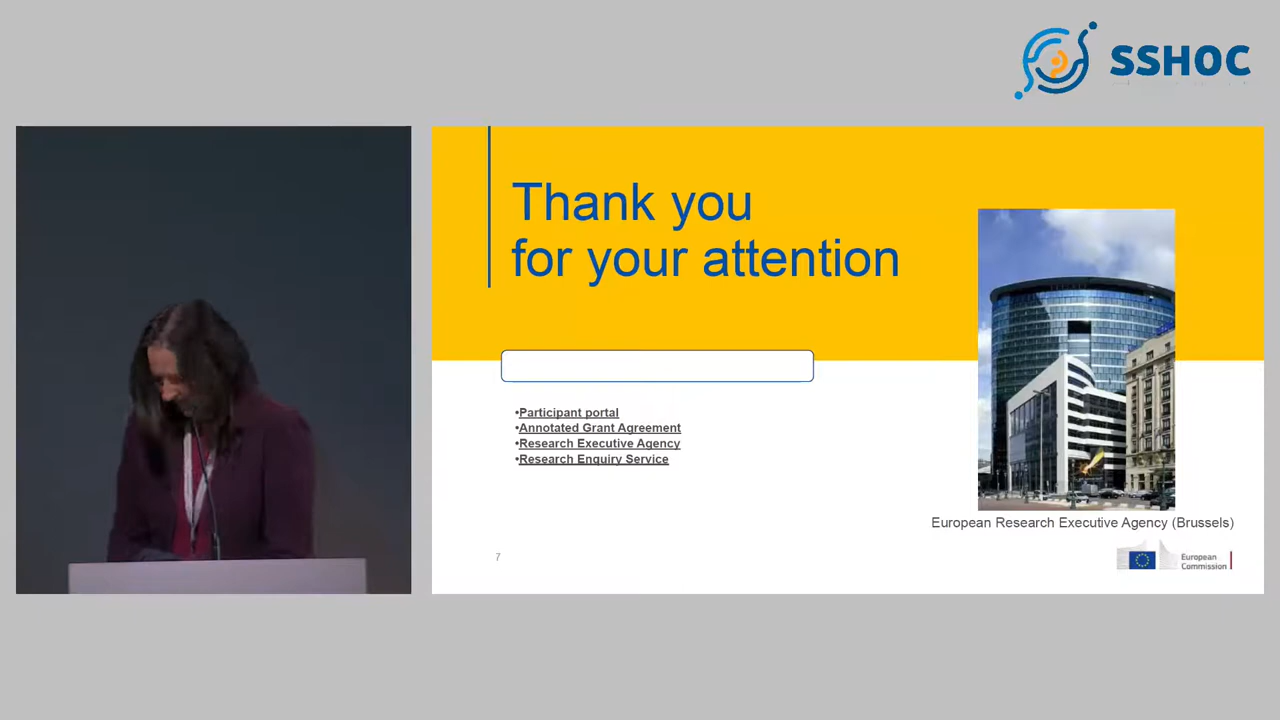 SSHOC
Thank you
for your attention
•Participant portal
•Annotated Grant Agreement
•Research Executive Agency
•Research Enquiry Service
European Research Executive Agency (Brussels)
7
European
Commission